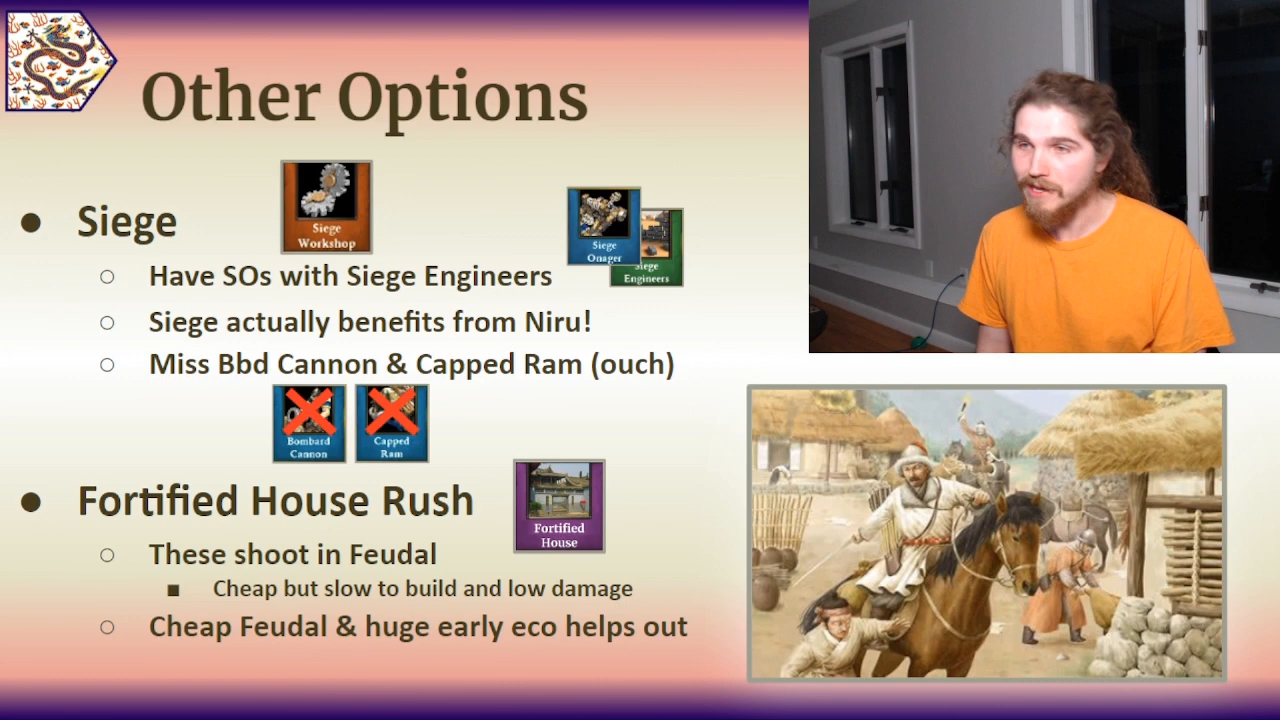 Other Options
● Siege
Siege
Workshop
Siege
Onager
Siege
Engineers
○ Have SOs with Siege Engineers
○ Siege actually benefits from Niru!
○ Miss Bbd Cannon & Capped Ram (ouch)
Bombard
Cannon
Capped
Ram
● Fortified House Rush
Fortified
House
○ These shoot in Feudal
■ Cheap but slow to build and low damage
○ Cheap Feudal & huge early eco helps out